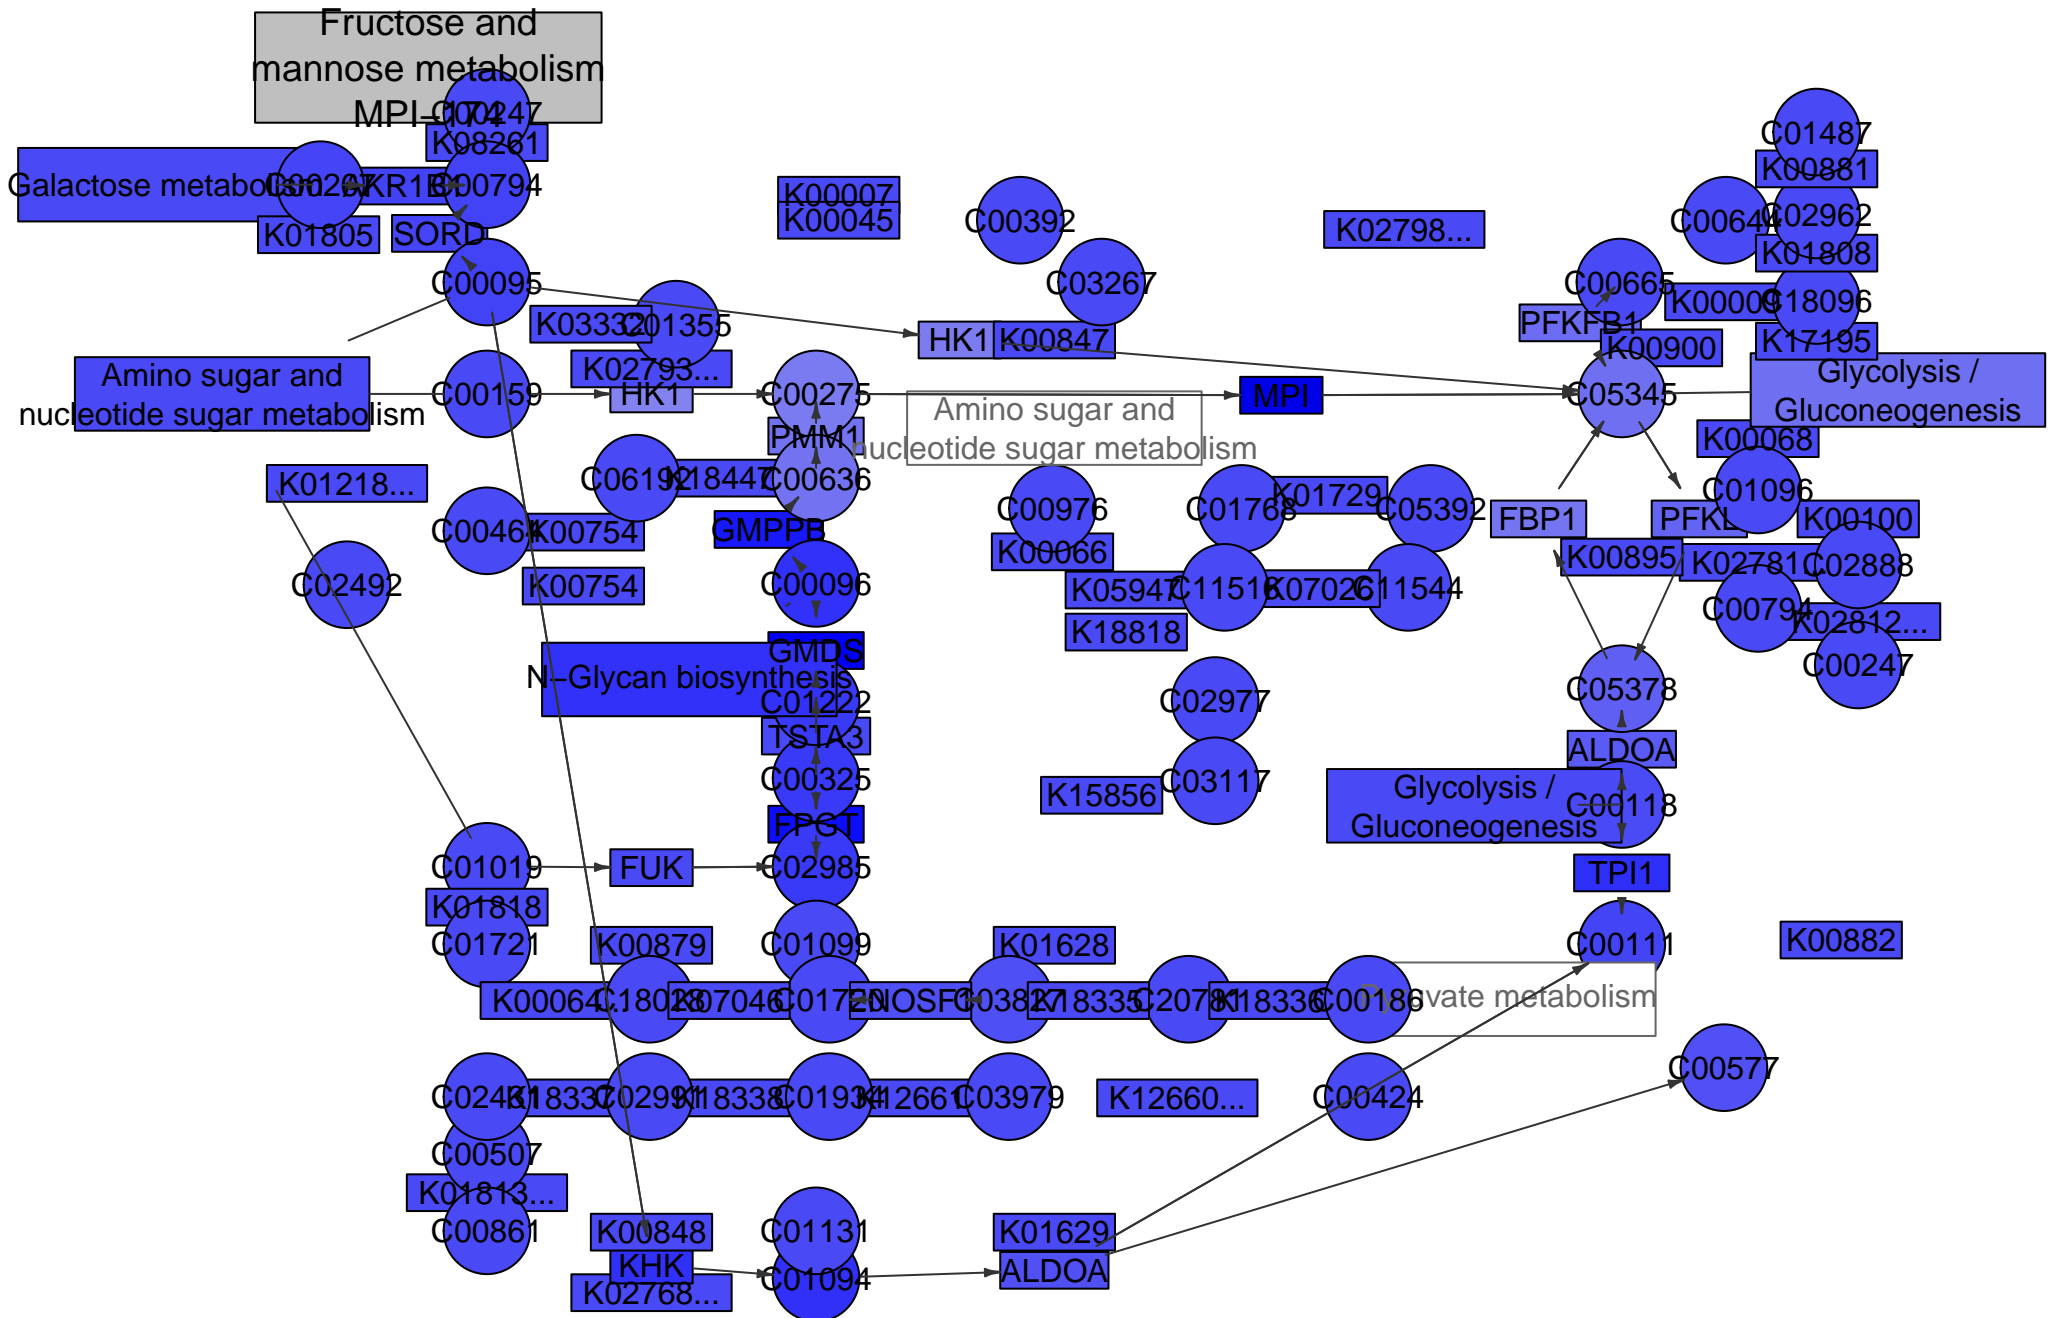 Fructose and
mannose metabolism
MPI-174
C00247
K08261
C01487
K00881
Galactose metabolism
C00267
AKR1B1
C00794
K01805
SORD
K00007
K00045
C00392
K02798...
C00644
C02962
K01808
C00095
C03267
C00665
K00009
C18096
K03332
C01355
PFKFB1
HK1
K00847
K00900
K17195
K02793...
Amino sugar and
nucleotide sugar metabolism
C00159
HK1
C00275
MPI
C05345
Glycolysis /
Gluconeogenesis
Amino sugar and
nucleotide sugar metabolism
PMM1
K00068
K01218...
C06192
K18447
C00636
C01096
K01729
C00976
C01768
C05392
C00464
K00754
GMPPB
FBP1
PFKL
K00100
K00066
K00895
K02781
C02888
C02492
K00754
C00096
K05947
C11516
K07026
C11544
C00794
K02812...
K18818
GMDS
N-Glycan biosynthesis
C00247
C01222
C02977
C05378
TSTA3
ALDOA
C00325
C03117
K15856
Glycolysis /
Gluconeogenesis
C00118
FPGT
C01019
FUK
C02985
TPI1
K01818
C01721
K00879
C01099
K01628
C00111
K00882
K00064...
C18028
K07046
C01720
ENOSF1
C03827
K18335
C20781
K18336
C00186
metabolism
C00577
C02431
K18337
C02991
K18338
C01934
K12661
C03979
K12660...
C00424
C00507
K01813...
C00861
K00848
C01131
K01629
KHK
C01094
ALDOA
K02768...